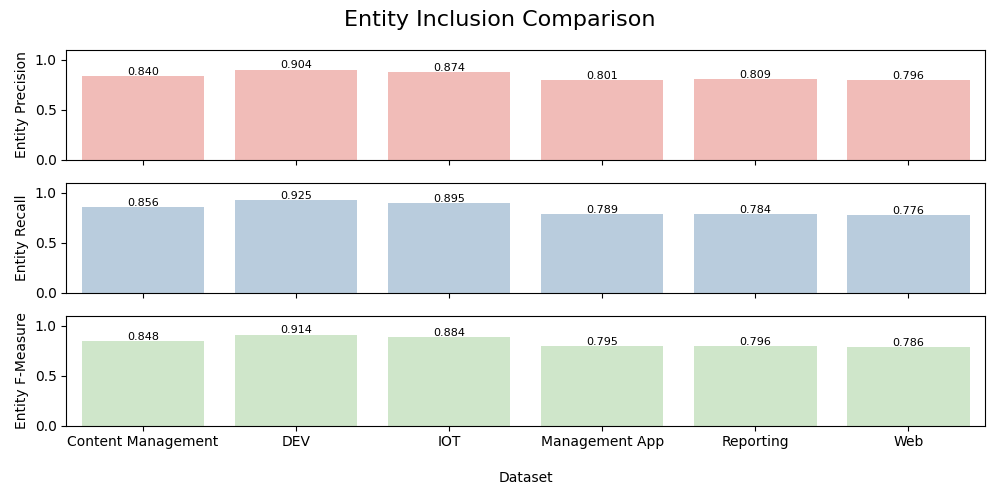 Entity Inclusion Comparison
Entity Precision
1.0
0.5
0.0
0.840 0.904 0.874 0.801 0.809 0.796
Entity Recall
1.0
0.5
0.0
0.856 0.925 0.895 0.789 0.784 0.776
Entity F-Measure
1.0
0.5
0.0
0.848 0.914 0.884 0.795 0.796 0.786
Content Management DEV IOT Management App Reporting Web
Dataset